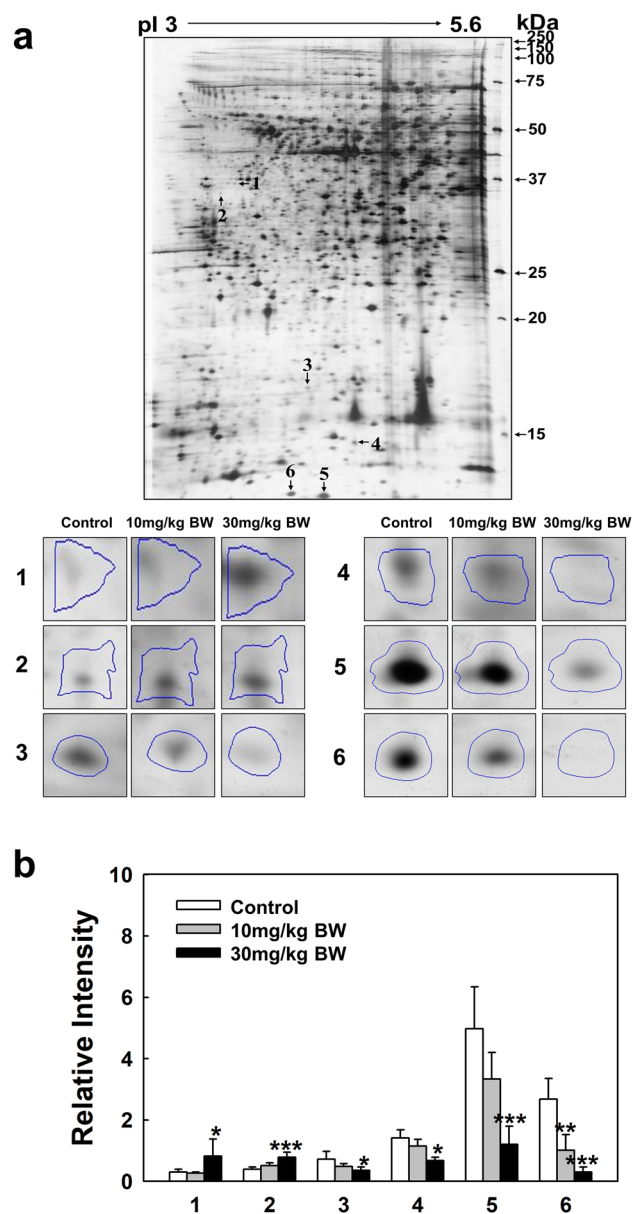 a
pI 3 5.6 kDa
250
150
100
75
50
37
1
2
25
20
3
15
4
6 5
Control 10mg/kg BW 30mg/kg BW
Control 10mg/kg BW 30mg/kg BW
1
4
2
5
3
6
b
10
8
6
4
2
0
Relative Intensity
Control
10mg/kg BW
30mg/kg BW
* *** * * *** ** ***
1 2 3 4 5 6